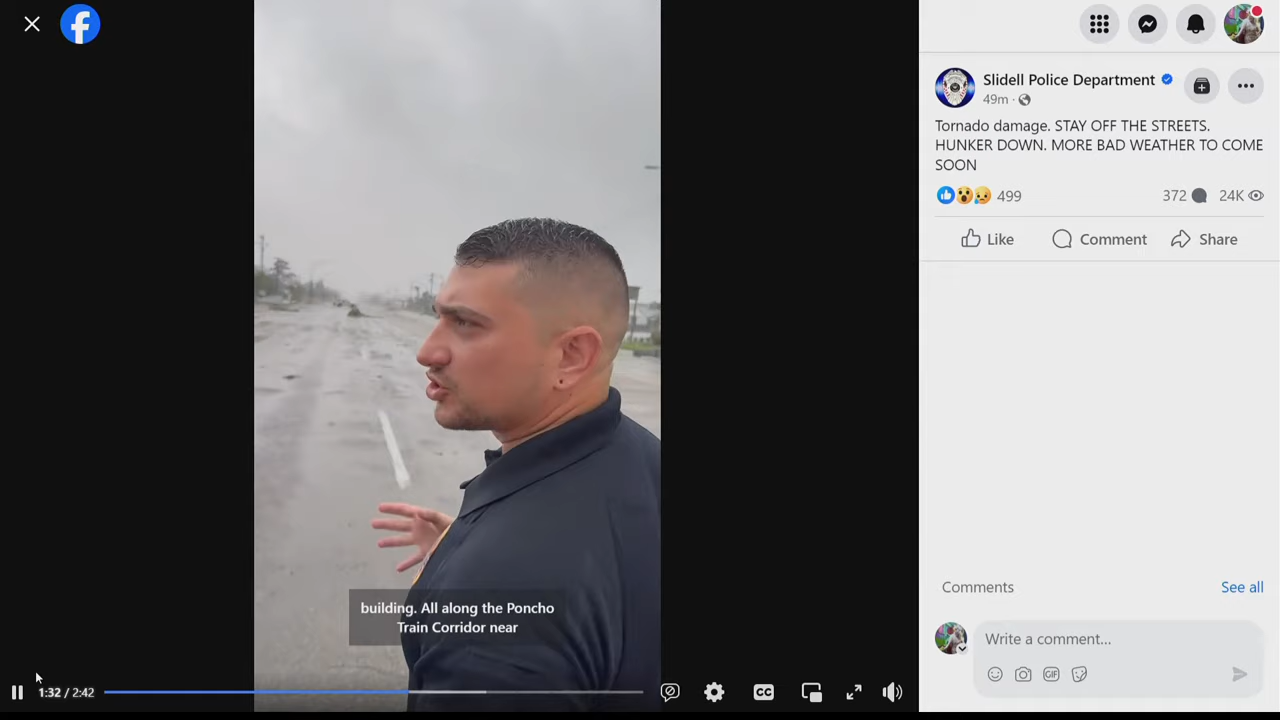 Slidell Police Department
49m ·
Tornado damage. STAY OFF THE STREETS.
HUNKER DOWN. MORE BAD WEATHER TO COME
SOON
499
372
24K
Like
Comment
Share
building. All along the Poncho
Train Corridor near
1:32 / 2:42
CC
Comments
See all
Write a comment...
GIF